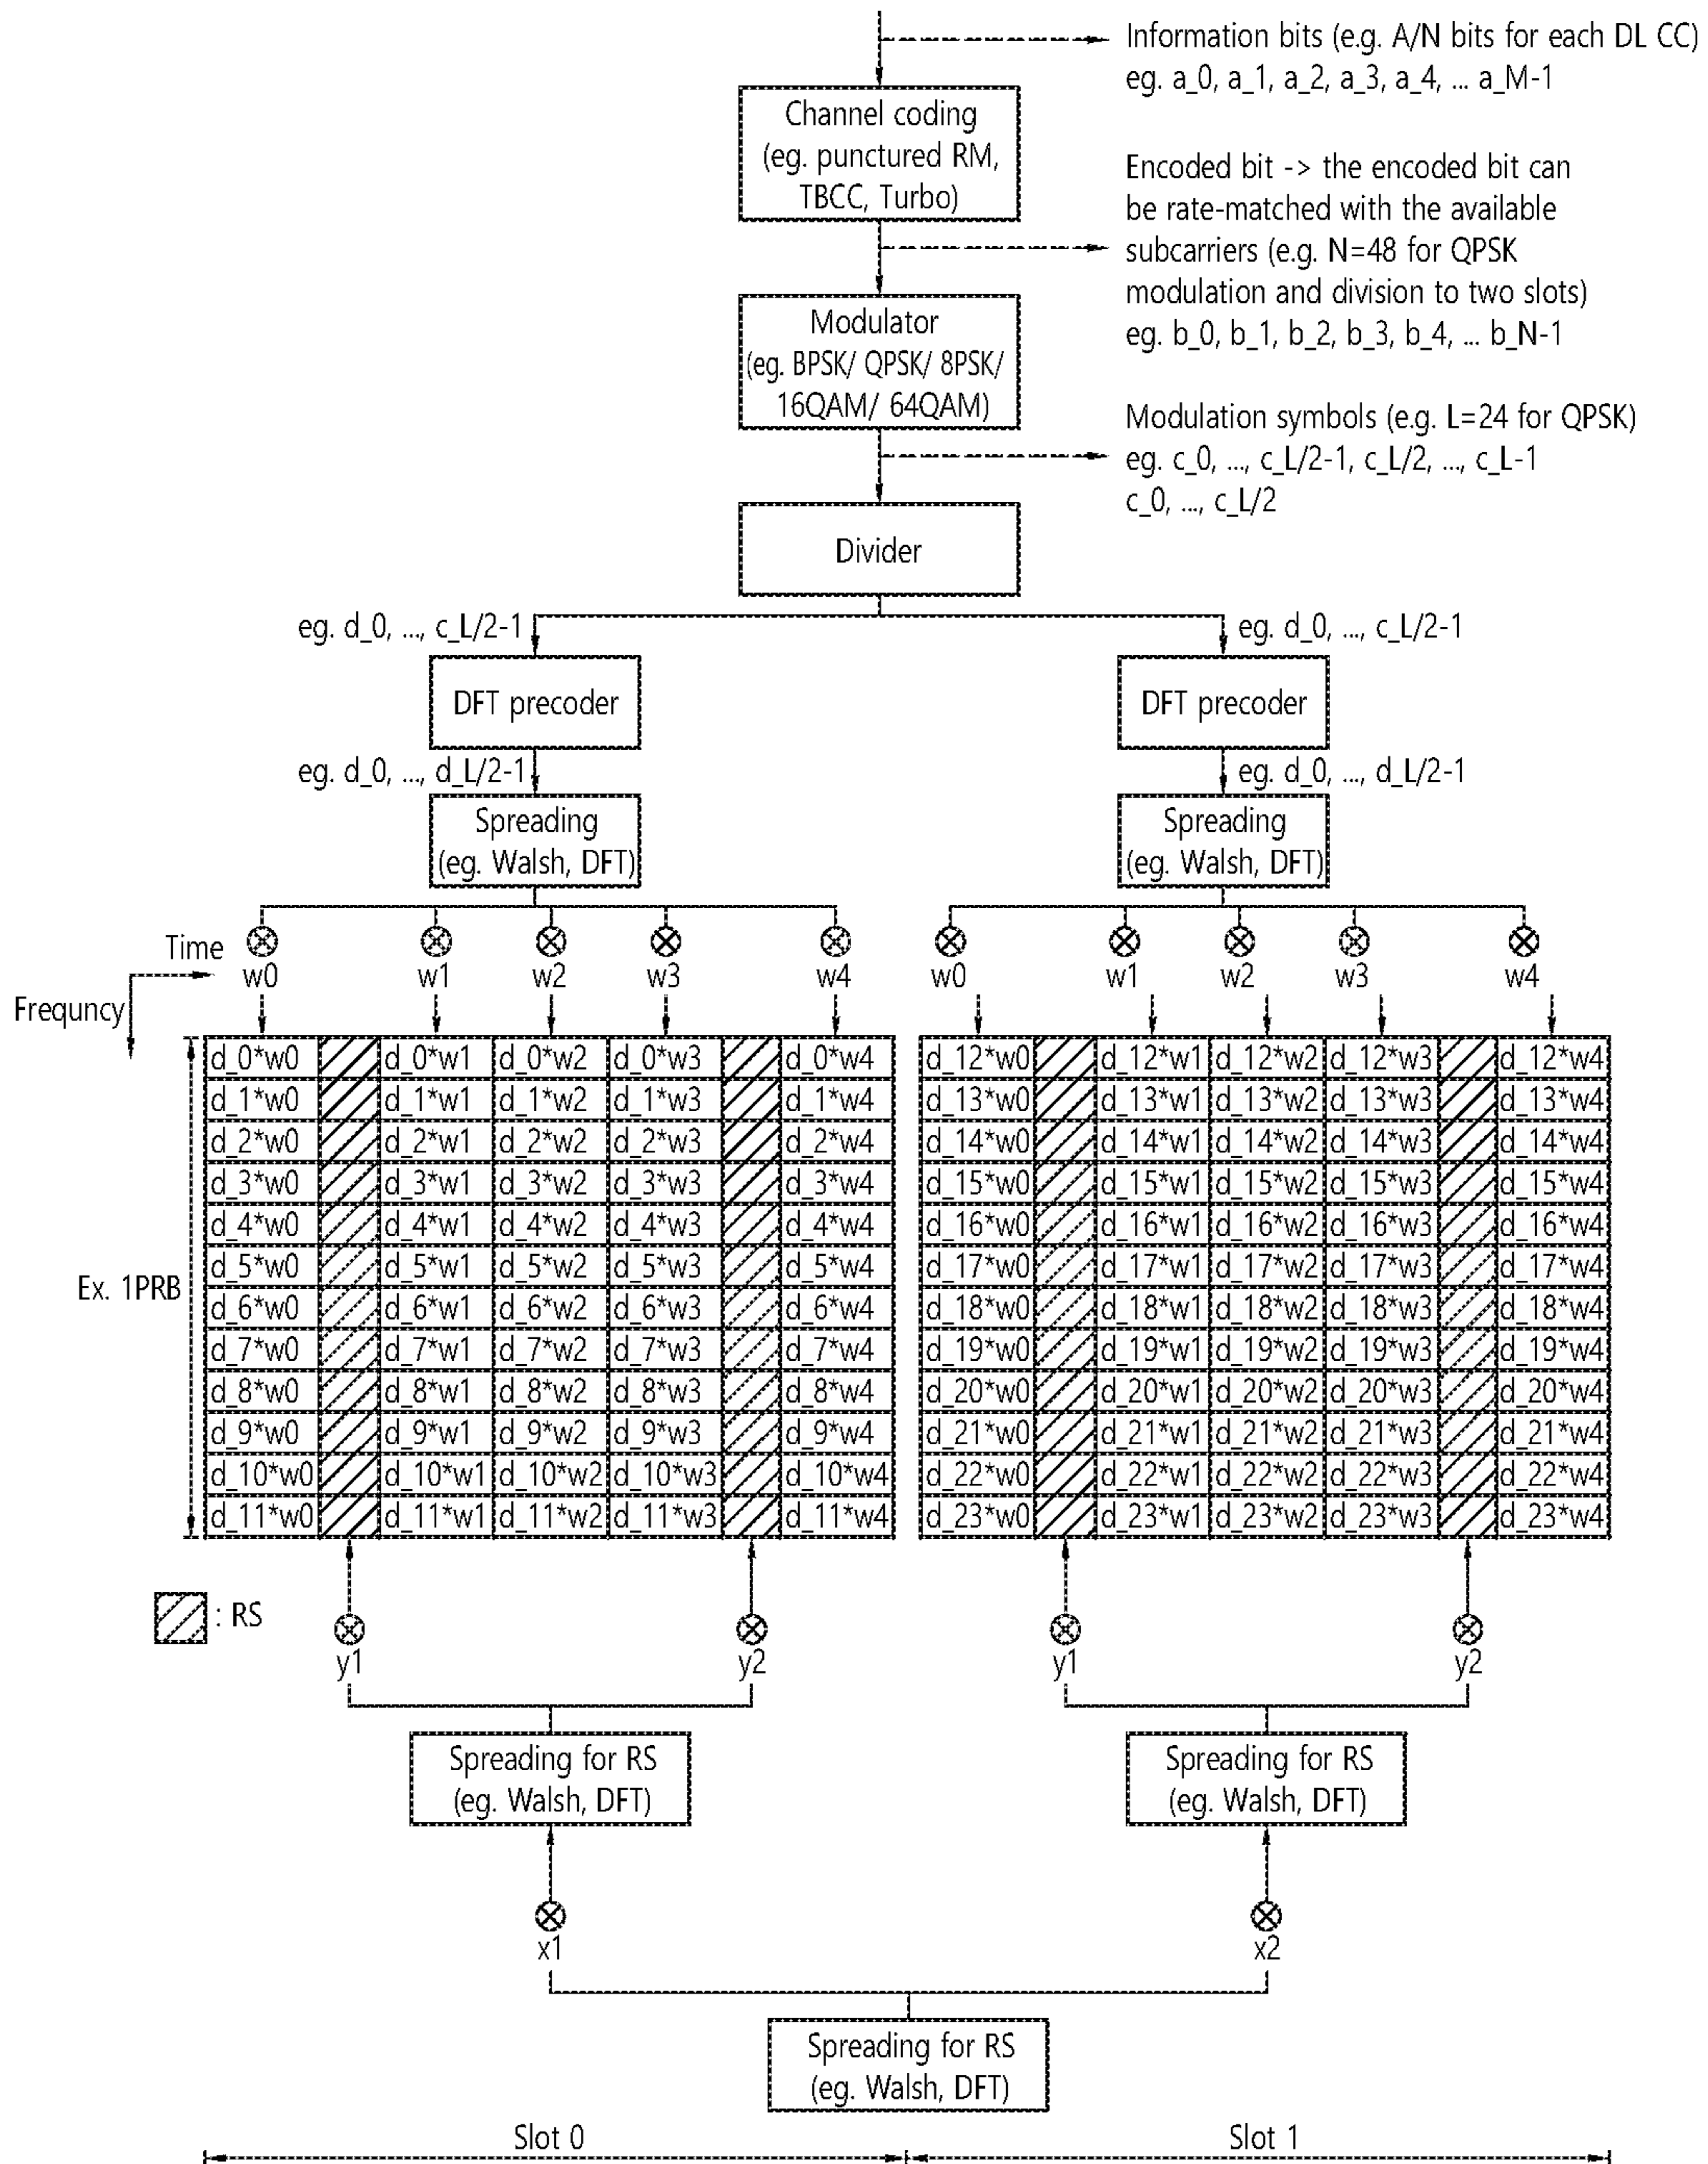 Information bits (e.g. A/N bits for each DL CC)
eg. a_0, a_1, a_2, a_3, a_4, ... a_M-1
Channel coding
(eg. punctured RM,
TBCC, Turbo)
Encoded bit -> the encoded bit can
be rate-matched with the available
subcarriers (e.g. N=48 for QPSK
modulation and division to two slots)
eg. b_0, b_1, b_2, b_3, b_4, ... b_N-1
Modulator
(eg. BPSK/ QPSK/ 8PSK/
16QAM/ 64QAM)
Modulation symbols (e.g. L=24 for QPSK)
eg. c_0, ..., c_L/2-1, c_L/2, ..., c_L-1
c_0, ..., c_L/2
Divider
eg. d_0, ..., c_L/2-1 eg. d_0, ..., c_L/2-1
DFT precoder DFT precoder
eg. d_0, ..., d_L/2-1 eg. d_0, ..., d_L/2-1
Spreading Spreading
(eg. Walsh, DFT) (eg. Walsh, DFT)
Time
w0 w1 w2 w3 w4 w0 w1 w2 w3 w4
Frequncy
d_0*w0 d_0*w1 d_0*w2 d_0*w3 d_0*w4 d_12*w0 d_12*w1 d_12*w2 d_12*w3 d_12*w4
d_1*w0 d_1*w1 d_1*w2 d_1*w3 d_1*w4 d_13*w0 d_13*w1 d_13*w2 d_13*w3 d_13*w4
d_2*w0 d_2*w1 d_2*w2 d_2*w3 d_2*w4 d_14*w0 d_14*w1 d_14*w2 d_14*w3 d_14*w4
d_3*w0 d_3*w1 d_3*w2 d_3*w3 d_3*w4 d_15*w0 d_15*w1 d_15*w2 d_15*w3 d_15*w4
d_4*w0 d_4*w1 d_4*w2 d_4*w3 d_4*w4 d_16*w0 d_16*w1 d_16*w2 d_16*w3 d_16*w4
d_5*w0 d_5*w1 d_5*w2 d_5*w3 d_5*w4 d_17*w0 d_17*w1 d_17*w2 d_17*w3 d_17*w4
Ex. 1PRB
d_6*w0 d_6*w1 d_6*w2 d_6*w3 d_6*w4 d_18*w0 d_18*w1 d_18*w2 d_18*w3 d_18*w4
d_7*w0 d_7*w1 d_7*w2 d_7*w3 d_7*w4 d_19*w0 d_19*w1 d_19*w2 d_19*w3 d_19*w4
d_8*w0 d_8*w1 d_8*w2 d_8*w3 d_8*w4 d_20*w0 d_20*w1 d_20*w2 d_20*w3 d_20*w4
d_9*w0 d_9*w1 d_9*w2 d_9*w3 d_9*w4 d_21*w0 d_21*w1 d_21*w2 d_21*w3 d_21*w4
d_10*w0 d_10*w1 d_10*w2 d_10*w3 d_10*w4 d_22*w0 d_22*w1 d_22*w2 d_22*w3 d_22*w4
d_11*w0 d_11*w1 d_11*w2 d_11*w3 d_11*w4 d_23*w0 d_23*w1 d_23*w2 d_23*w3 d_23*w4
: RS
y1 y2 y1 y2
Spreading for RS Spreading for RS
(eg. Walsh, DFT) (eg. Walsh, DFT)
x1 x2
Spreading for RS
(eg. Walsh, DFT)
Slot 0 Slot 1